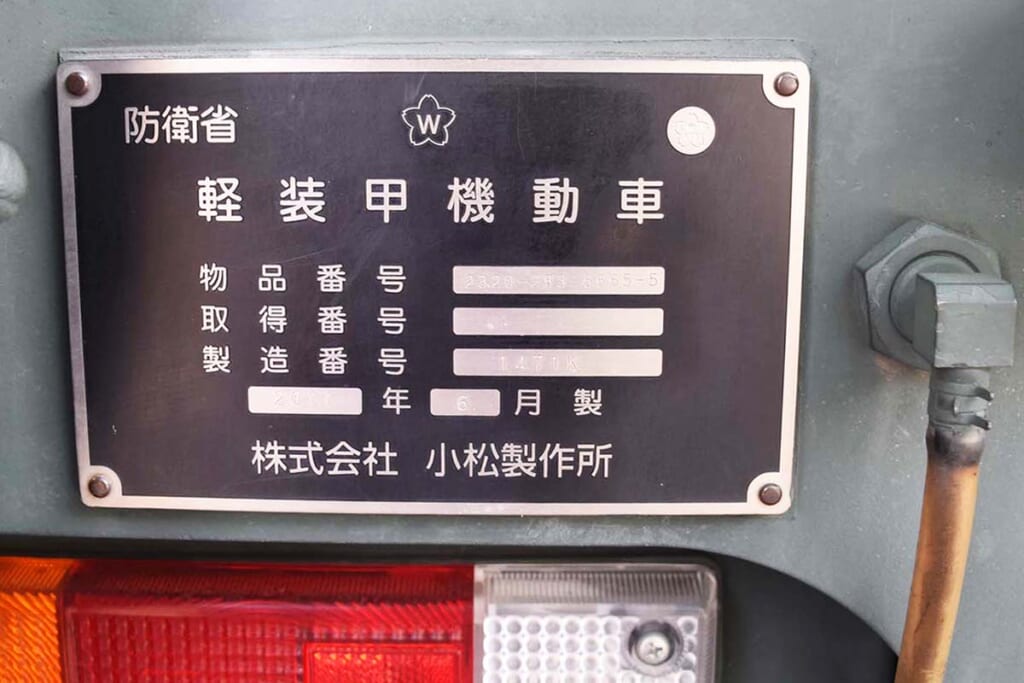 防衛省 W
軽装甲機動車
物品番号
取得番号
製造番号 1471K
年 6 月製
株式会社 小松製作所